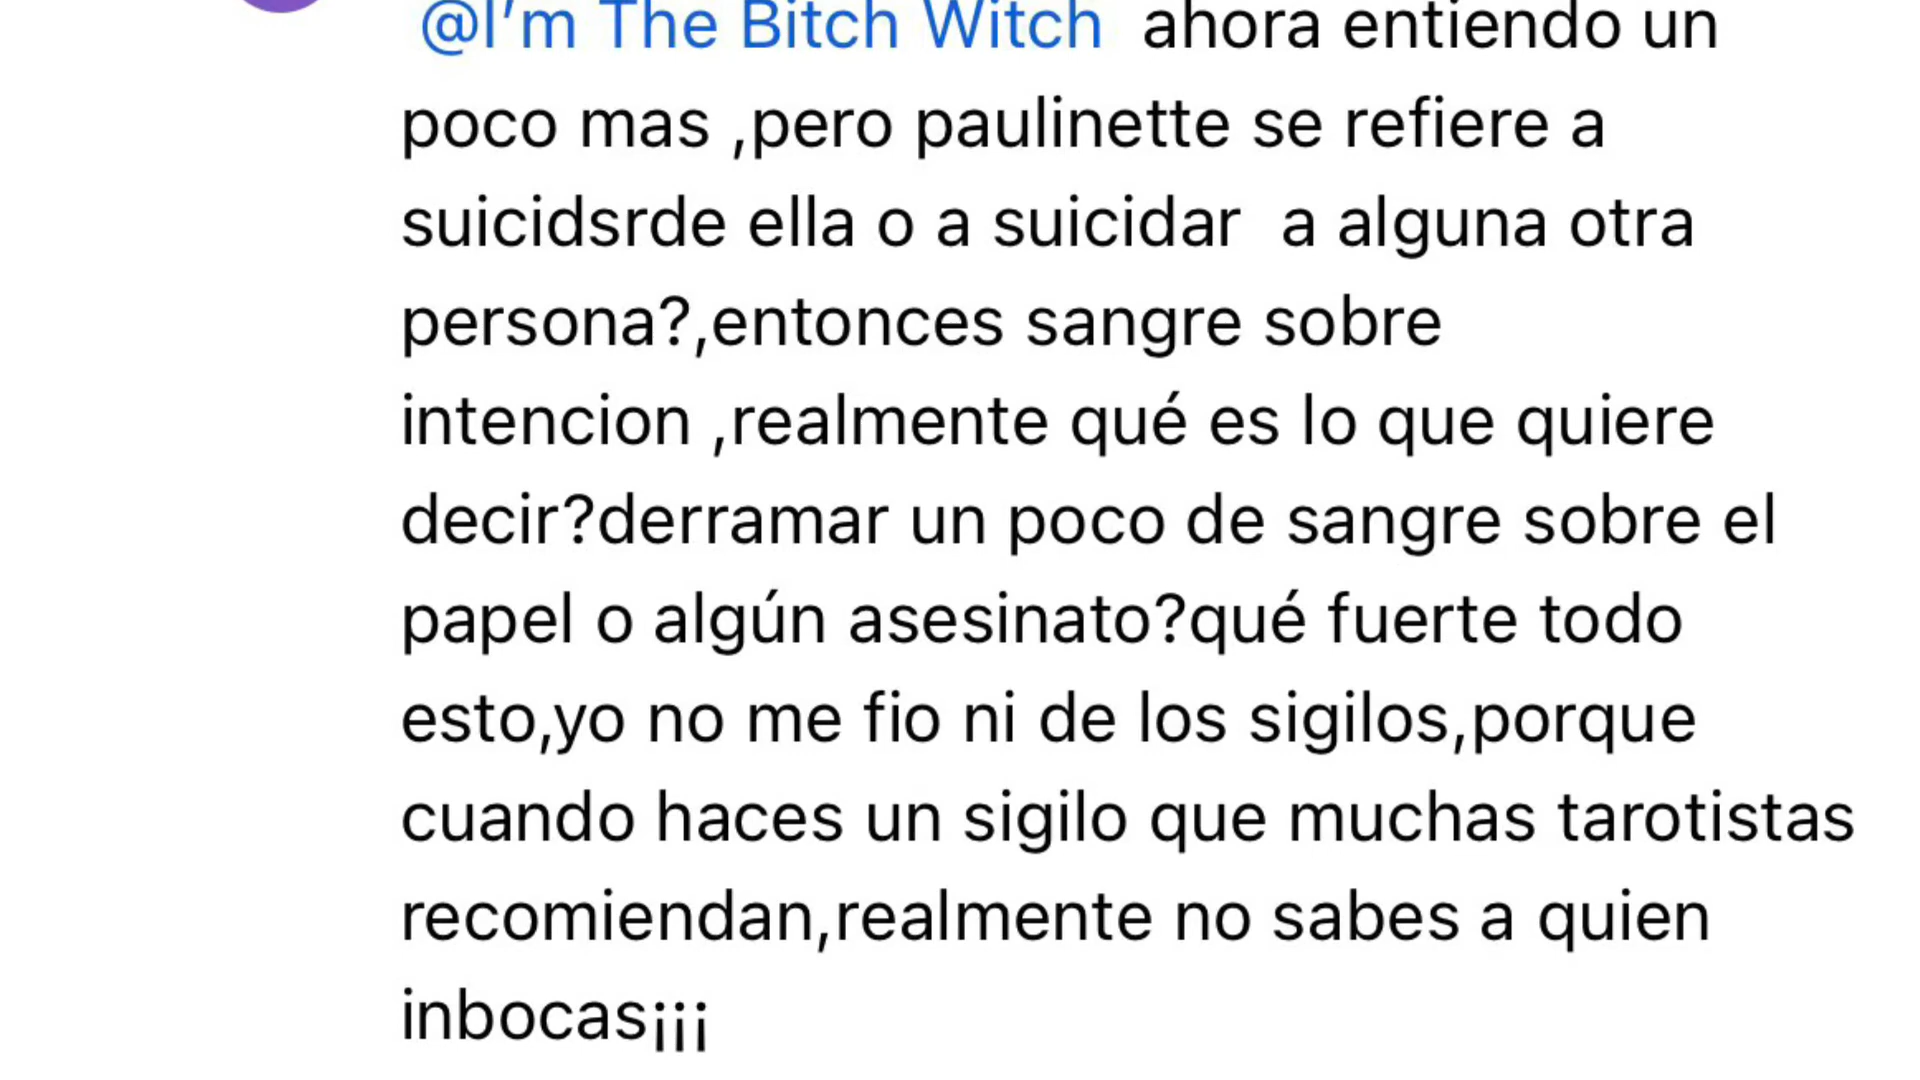 @I'm The Bitch Witch ahora entiendo un
poco mas ,pero paulinette se refiere a
suicidsrde ella o a suicidar a alguna otra
persona?,entonces sangre sobre
intencion ,realmente qué es lo que quiere
decir?derramar un poco de sangre sobre el
papel o algún asesinato?qué fuerte todo
esto,yo no me fio ni de los sigilos,porque
cuando haces un sigilo que muchas tarotistas
recomiendan,realmente no sabes a quien
inbocas¡¡¡